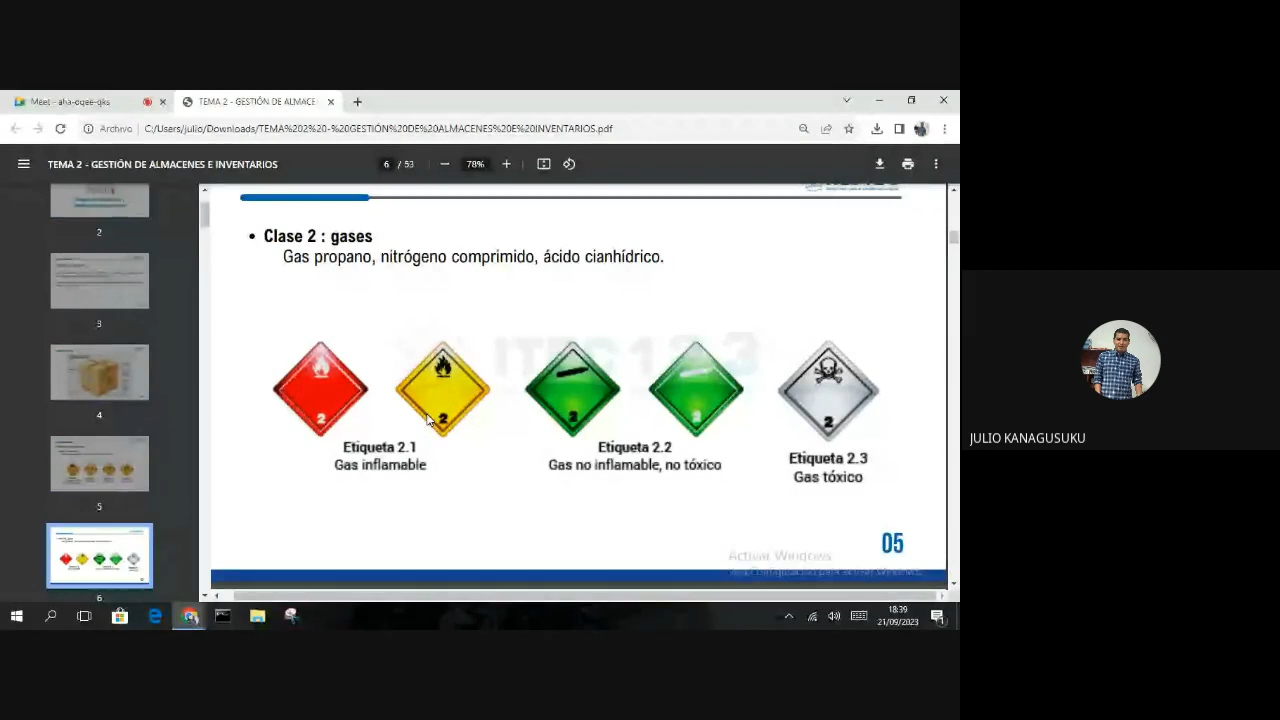 Meet - aha-oqee-qks
TEMA 2 - GESTIÓN DE ALMACE
Archivo
C:/Users/julio/Downloads/TEMA%202%20-%20GESTIÓN%20DE%20ALMACENES%20E%20INVENTARIOS.pdf
TEMA 2 - GESTIÓN DE ALMACENES E INVENTARIOS
6 / 53
78%
2
3
4
5
6
• Clase 2 : gases
Gas propano, nitrógeno comprimido, ácido cianhídrico.
ITEC 123
2
2
2
2
2
Etiqueta 2.1
Gas inflamable
Etiqueta 2.2
Gas no inflamable, no tóxico
Etiqueta 2.3
Gas tóxico
05
Activar Windows
JULIO KANAGUSUKU
18:39
21/09/2023